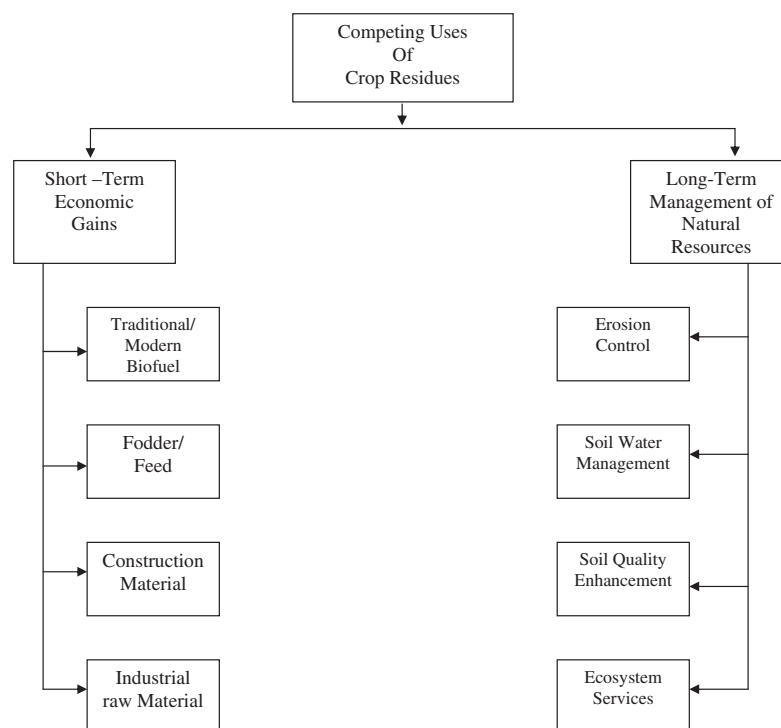 Competing Uses
Of
Crop Residues
Short –Term
Economic
Gains
Long-Term
Management of
Natural
Resources
Traditional/
Modern
Biofuel
Fodder/
Feed
Construction
Material
Industrial
raw Material
Erosion
Control
Soil Water
Management
Soil Quality
Enhancement
Ecosystem
Services